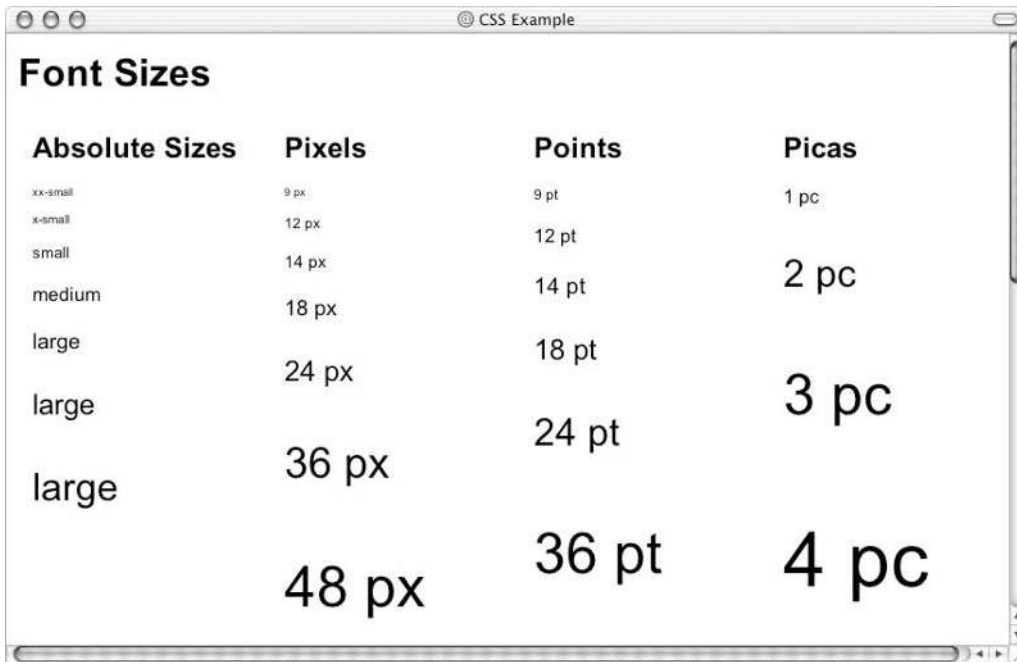 CSS Example
Font Sizes
Absolute Sizes
xx-small
x-small
small
medium
large
large
large
Pixels
9 px
12 px
14 px
18 px
24 px
36 px
48 px
Points
9 pt
12 pt
14 pt
18 pt
24 pt
36 pt
Picas
1 pc
2 pc
3 pc
4 pc